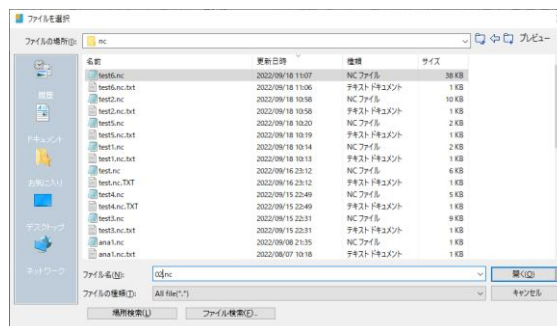 ファイルを選択
ファイルの場所(I): nc プレビュー
名前 更新日時 種類 サイズ
test6.nc 2022/09/18 11:07 NC ファイル 38 KB
test6.nc.txt 2022/09/18 11:06 テキスト ドキュメント 1 KB
test2.nc 2022/09/18 10:58 NC ファイル 10 KB
test2.nc.txt 2022/09/18 10:58 テキスト ドキュメント 1 KB
test5.nc 2022/09/18 10:20 NC ファイル 2 KB
test5.nc.txt 2022/09/18 10:19 テキスト ドキュメント 1 KB
test1.nc 2022/09/18 10:14 NC ファイル 2 KB
test1.nc.txt 2022/09/18 10:13 テキスト ドキュメント 1 KB
test.nc 2022/09/16 23:12 NC ファイル 6 KB
test.nc.TXT 2022/09/16 23:12 テキスト ドキュメント 1 KB
test4.nc 2022/09/15 22:49 NC ファイル 5 KB
test4.nc.TXT 2022/09/15 22:49 テキスト ドキュメント 1 KB
test3.nc 2022/09/15 22:31 NC ファイル 9 KB
test3.nc.txt 2022/09/15 22:31 テキスト ドキュメント 1 KB
ana1.nc 2022/09/08 21:35 NC ファイル 1 KB
ana1.nc.txt 2022/08/07 10:18 テキスト ドキュメント 1 KB
履歴
ドキュメント
お気に入り
デスクトップ
ネットワーク
ファイル名(N): 02.nc 開く(O)
ファイルの種類(T): All file(*.*) キャンセル
場所検索(L) ファイル検索(F)...